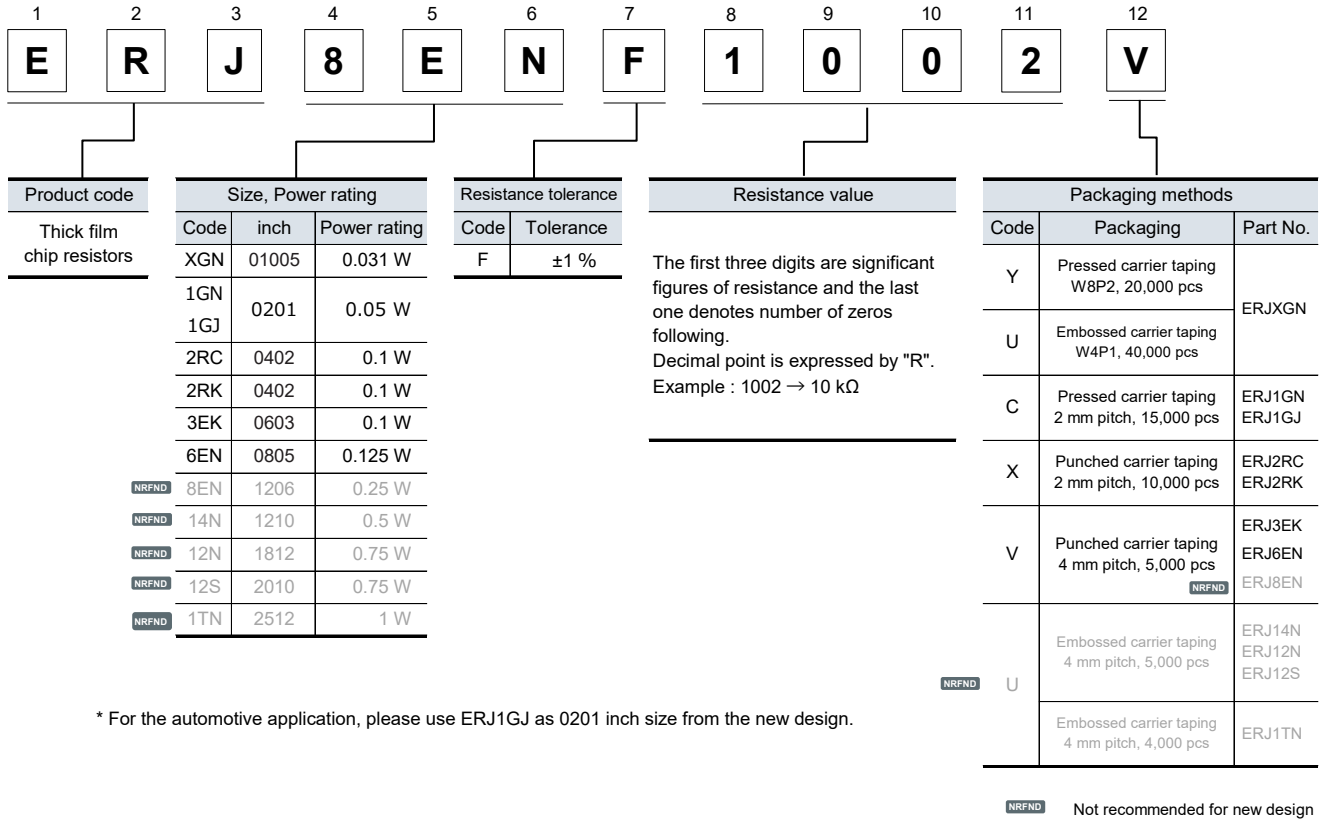 1 2 3 4 5 6 7 8 9 10 11 12
E R J 8 E N F 1 0 0 2 V
Product code
Thick film
chip resistors
Size, Power rating
Code inch Power rating
XGN 01005 0.031 W
1GN
1GJ
0201 0.05 W
2RC 0402 0.1 W
2RK 0402 0.1 W
3EK 0603 0.1 W
6EN 0805 0.125 W
NRFND 8EN 1206 0.25 W
NRFND 14N 1210 0.5 W
NRFND 12N 1812 0.75 W
NRFND 12S 2010 0.75 W
NRFND 1TN 2512 1 W
Resistance tolerance
Code Tolerance
F ±1 %
Resistance value
The first three digits are significant
figures of resistance and the last
one denotes number of zeros
following.
Decimal point is expressed by "R".
Example : 1002 → 10 kΩ
Packaging methods
Code Packaging Part No.
Y Pressed carrier taping
W8P2, 20,000 pcs
ERJXGN
U Embossed carrier taping
W4P1, 40,000 pcs
C Pressed carrier taping
2 mm pitch, 15,000 pcs
ERJ1GN
ERJ1GJ
X Punched carrier taping
2 mm pitch, 10,000 pcs
ERJ2RC
ERJ2RK
V Punched carrier taping
4 mm pitch, 5,000 pcs
ERJ3EK
ERJ6EN
NRFND ERJ8EN
NRFND U Embossed carrier taping
4 mm pitch, 5,000 pcs
ERJ14N
ERJ12N
ERJ12S
Embossed carrier taping
4 mm pitch, 4,000 pcs
ERJ1TN
* For the automotive application, please use ERJ1GJ as 0201 inch size from the new design.
NRFND Not recommended for new design